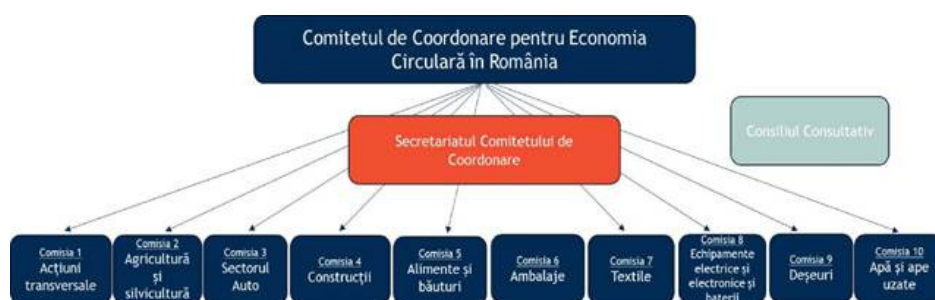 Comitetul de Coordonare pentru Economia
Circulară în România
Secretariatul Comitetului de
Coordonare
Consiliul Consultativ
Comisia 1
Acțiuni
transversale
Comisia 2
Agricultură
și
silvicultură
Comisia 3
Sectorul
Auto
Comisia 4
Construcții
Comisia 5
Alimente și
băuturi
Comisia 6
Ambalaje
Comisia 7
Textile
Comisia 8
Echipamente
electrice și
electronice și
baterii
Comisia 9
Deșeuri
Comisia 10
Apă și ape
uzate